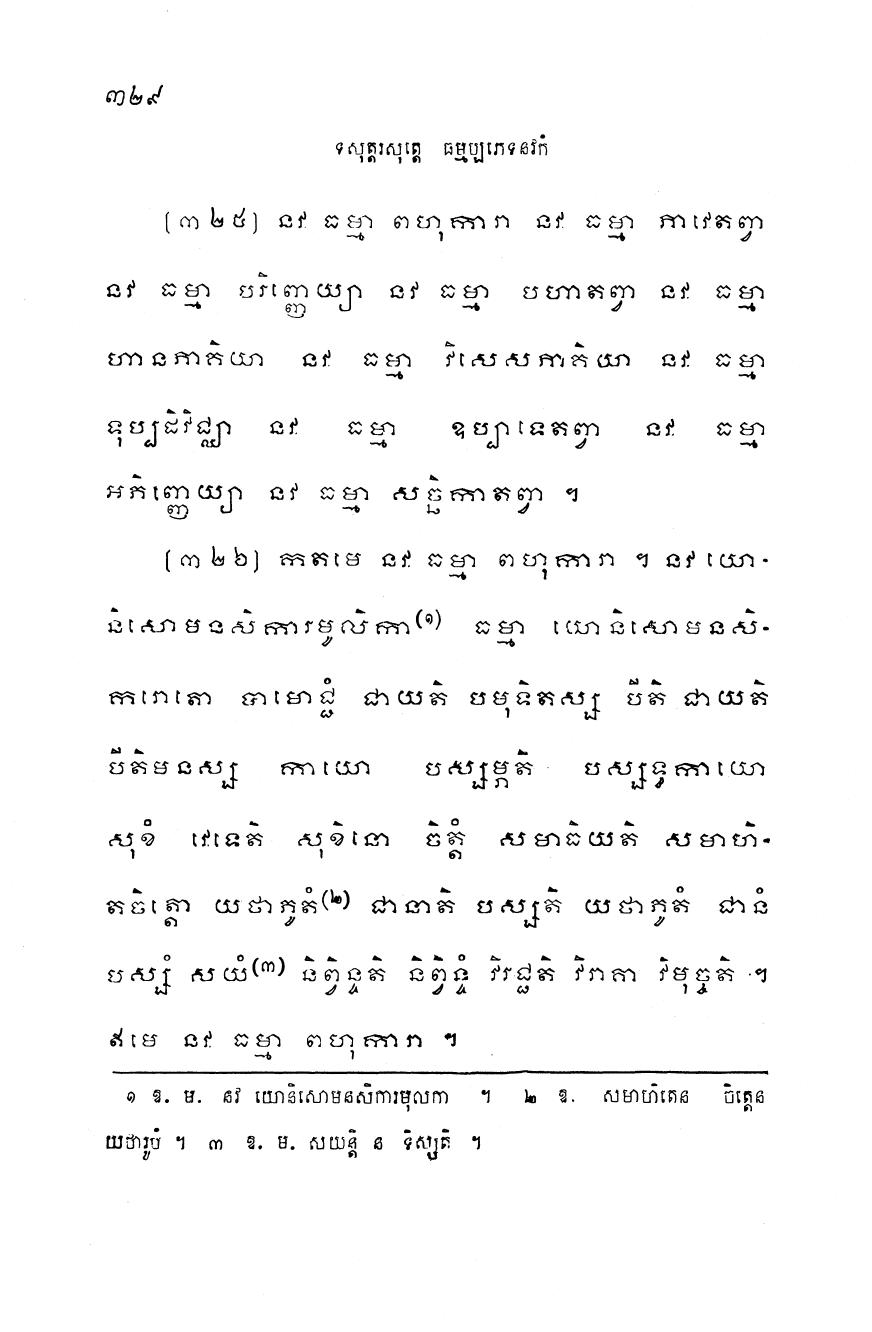 ៣២៩
ទសុត្តរសុត្តេ ធម្មប្បភេទនវកំ
[៣២៥] នវ ធម្មា ពហុការា នវ ធម្មា ភាវេតព្វា
នវ ធម្មា បរិញ្ញេយ្យា នវ ធម្មា បហាតព្វា នវ ធម្មា
ហានភាគិយា នវ ធម្មា វិសេសភាគិយា នវ ធម្មា
ទុប្បដិវិជ្ឈា នវ ធម្មា ឧប្បាទេតព្វា នវ ធម្មា
អភិញ្ញេយ្យា នវ ធម្មា សច្ឆិកាតព្វា ។
[៣២៦] កតមេ នវ ធម្មា ពហុការា ។ នវ យោ-
និសោមនសិការមូលិកា(១) ធម្មា យោនិសោមនសិ-
ករោតោ បាមោជ្ជំ ជាយតិ បមុទិតស្ស បីតិ ជាយតិ
បីតិមនស្ស កាយោ បស្សម្ភតិ បស្សទ្ធកាយោ
សុខំ វេទេតិ សុខិនោ ចិត្តំ សមាធិយតិ សមាហិ-
តចិត្តោ យថាភូតំ(២) ជានាតិ បស្សតិ យថាភូតំ ជានំ
បស្សំ សយំ(៣) និព្វិន្ទតិ និព្វិន្ទំ វិរជ្ជតិ វិរាគា វិមុច្ចតិ ។
ឥមេ នវ ធម្មា ពហុការា ។
១ ឱ. ម. នវ យោនិសោមនសិការមុលកា ។ ២ ឱ. សមាហិតេន ចិត្តេន
យថារូបំ ។ ៣ ឱ. ម. សយន្តិ ន ទិស្សតិ ។